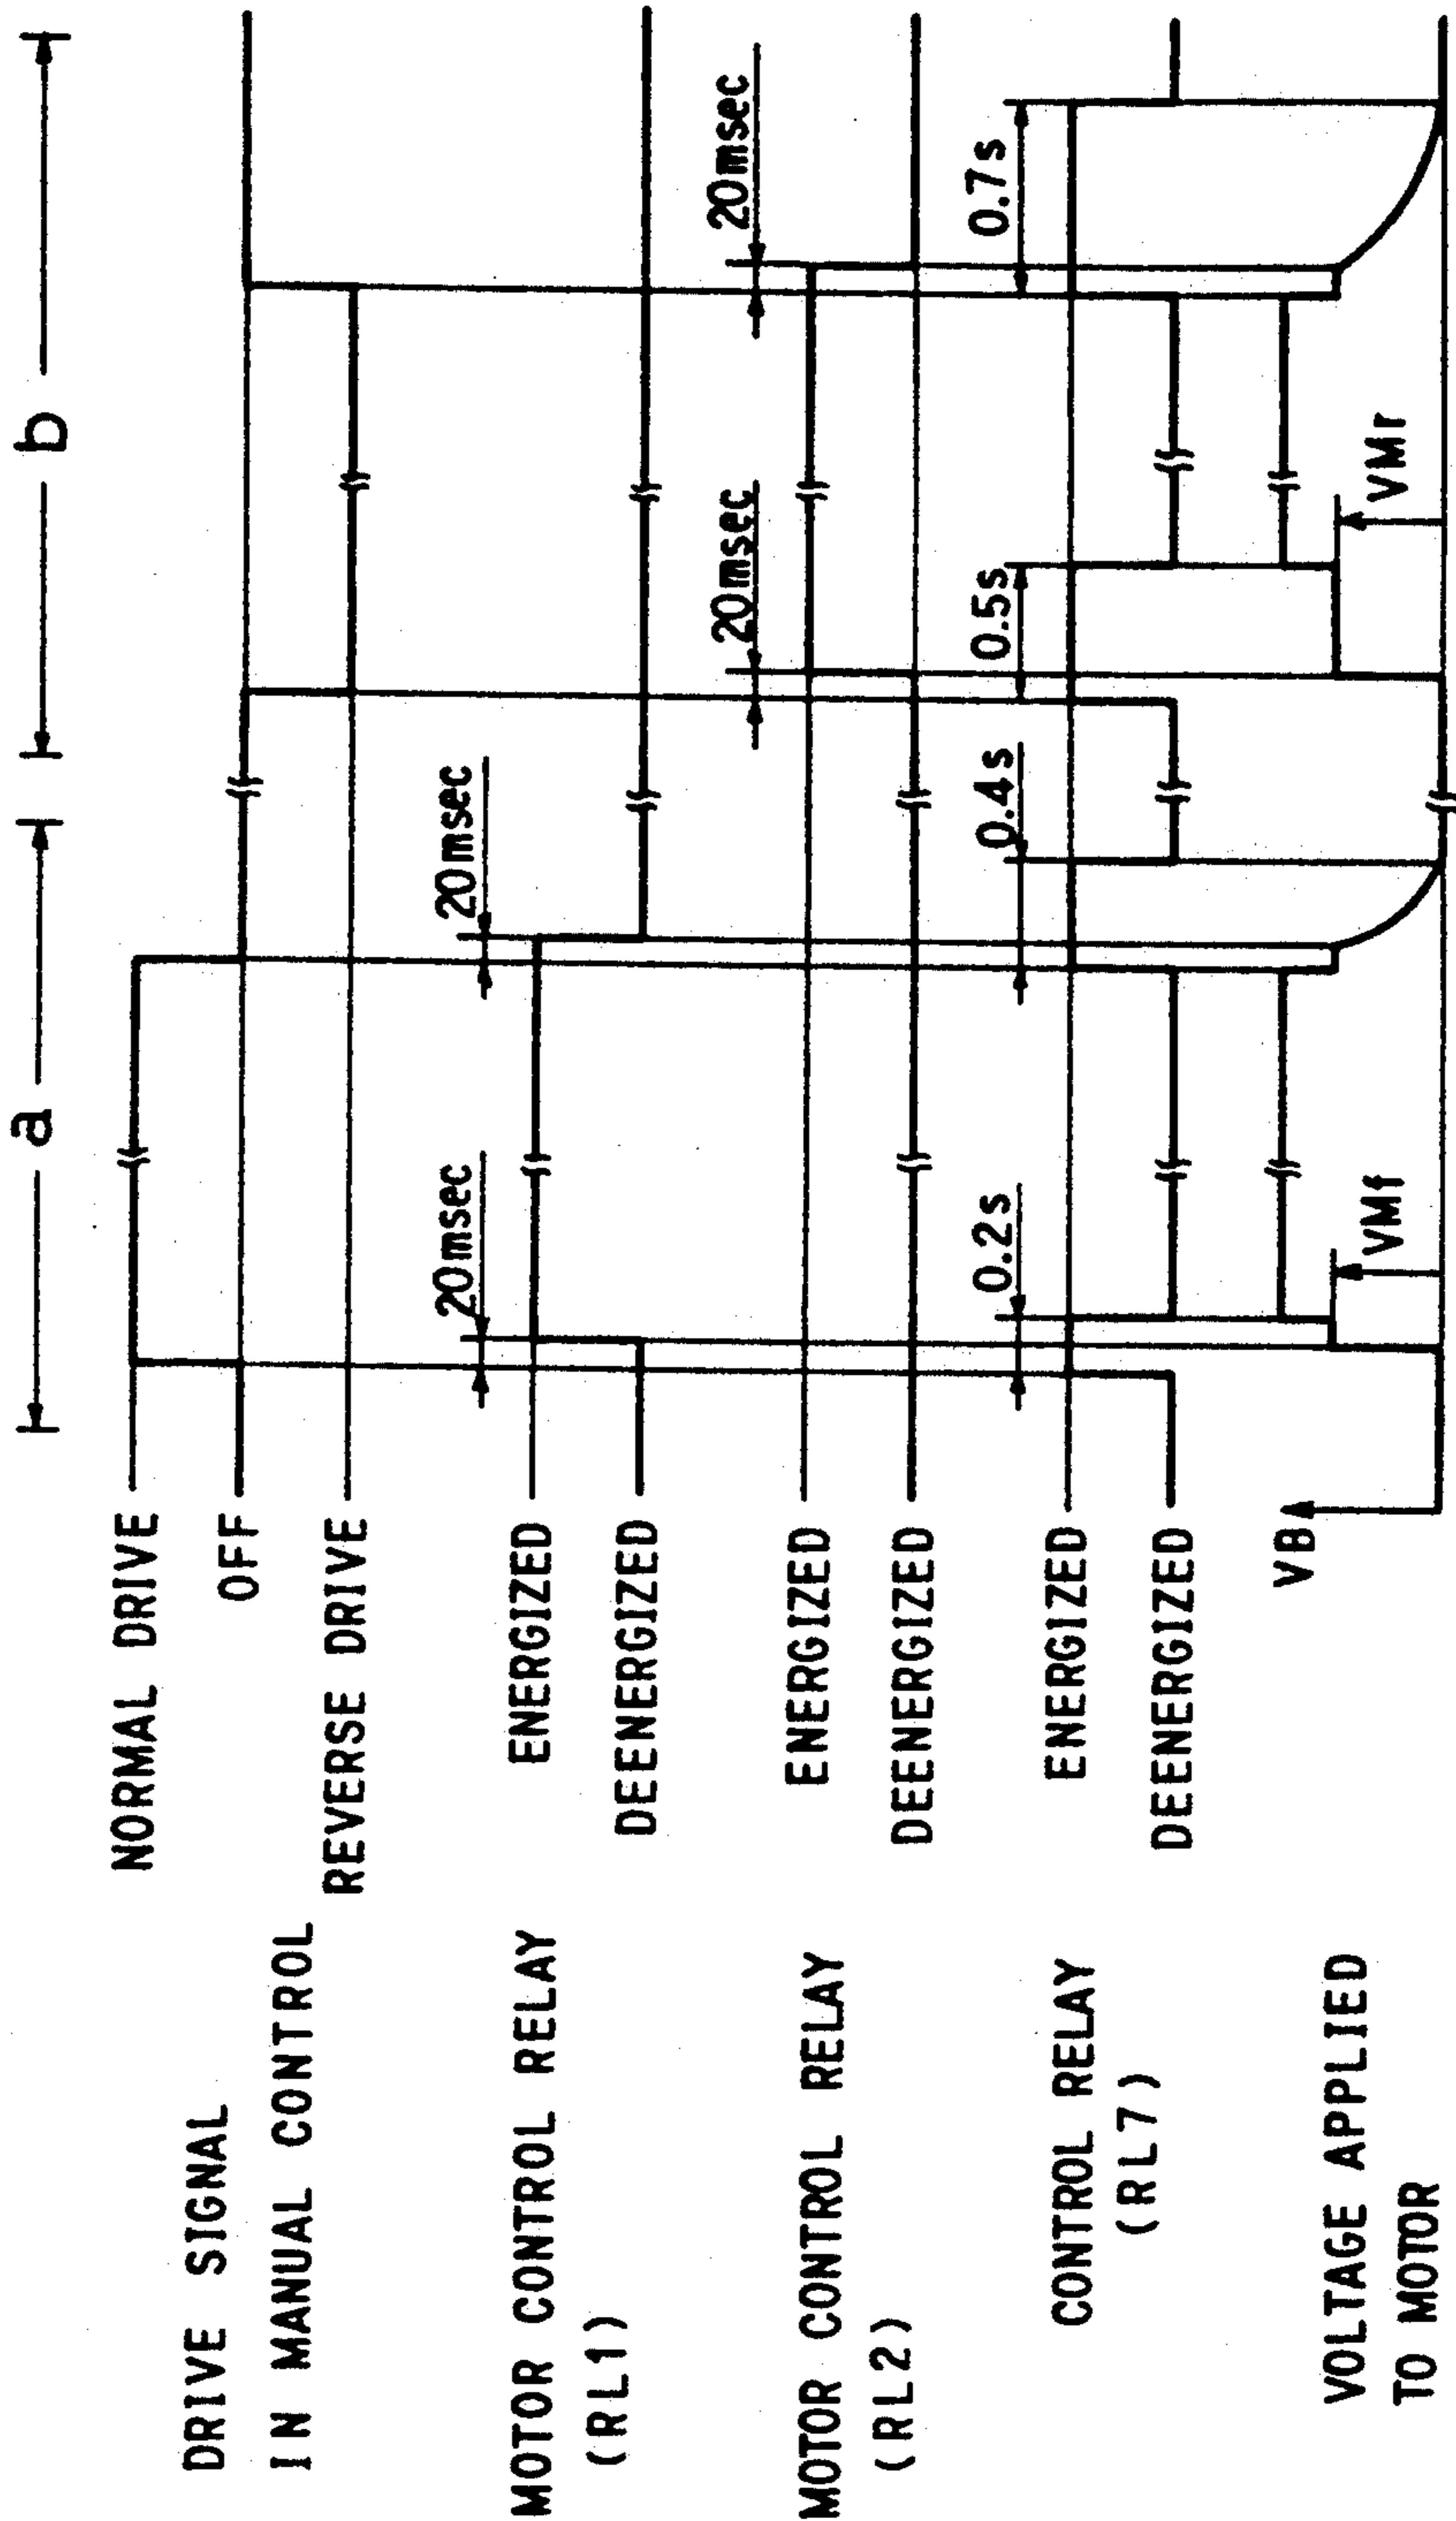 a
b
DRIVE SIGNAL
IN MANUAL CONTROL
NORMAL DRIVE
OFF
REVERSE DRIVE
MOTOR CONTROL RELAY
(RL1)
ENERGIZED
DEENERGIZED
20msec
20msec
MOTOR CONTROL RELAY
(RL2)
ENERGIZED
DEENERGIZED
20msec
20msec
CONTROL RELAY
(RL7)
ENERGIZED
DEENERGIZED
0.2s
0.4s
0.5s
0.7s
VOLTAGE APPLIED
TO MOTOR
VB
VMf
VMr